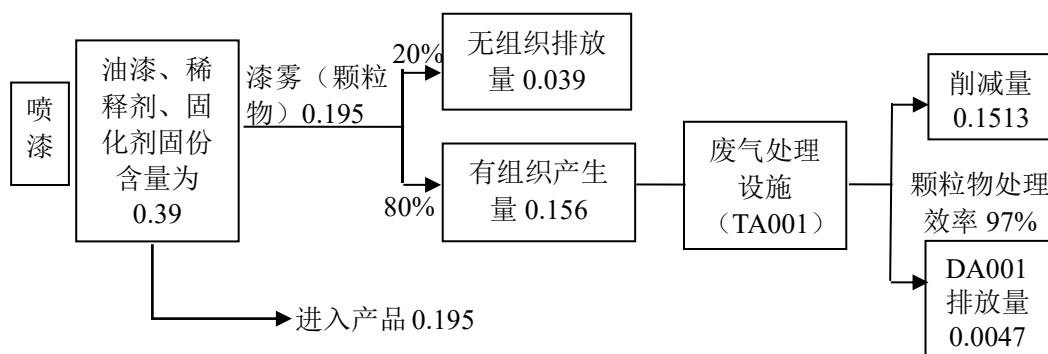 喷
漆
油漆、稀
释剂、固
化剂固份
含量为
0.39
漆雾（颗粒
物）0.195
20%
80%
无组织排放
量 0.039
有组织产生
量 0.156
废气处理
设施
（TA001）
削减量
0.1513
颗粒物处理
效率 97%
DA001
排放量
0.0047
进入产品 0.195